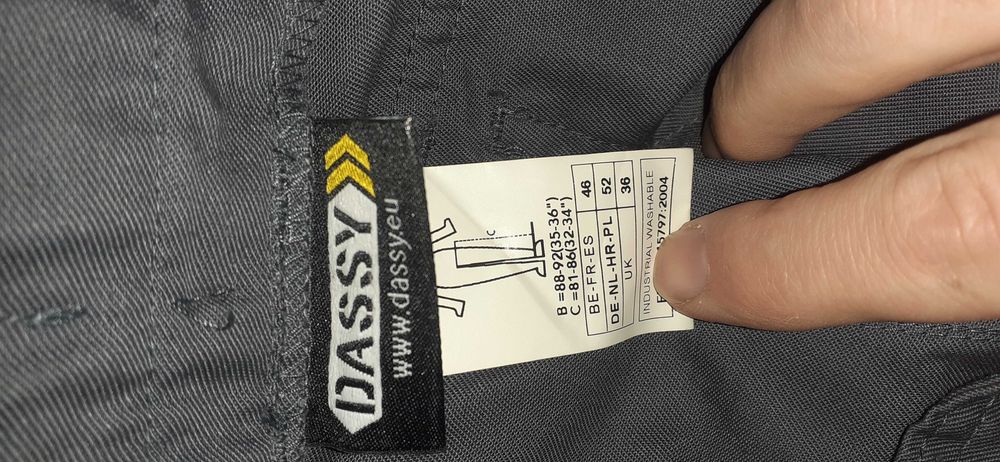 DASSY
www.dassy.eu
C
B =88-92(35-36")
C =81-86(32-34")
BE-FR-ES 46
DE-NL-HR-PL 52
UK 36
INDUSTRIAL WASHABLE
5797:2004